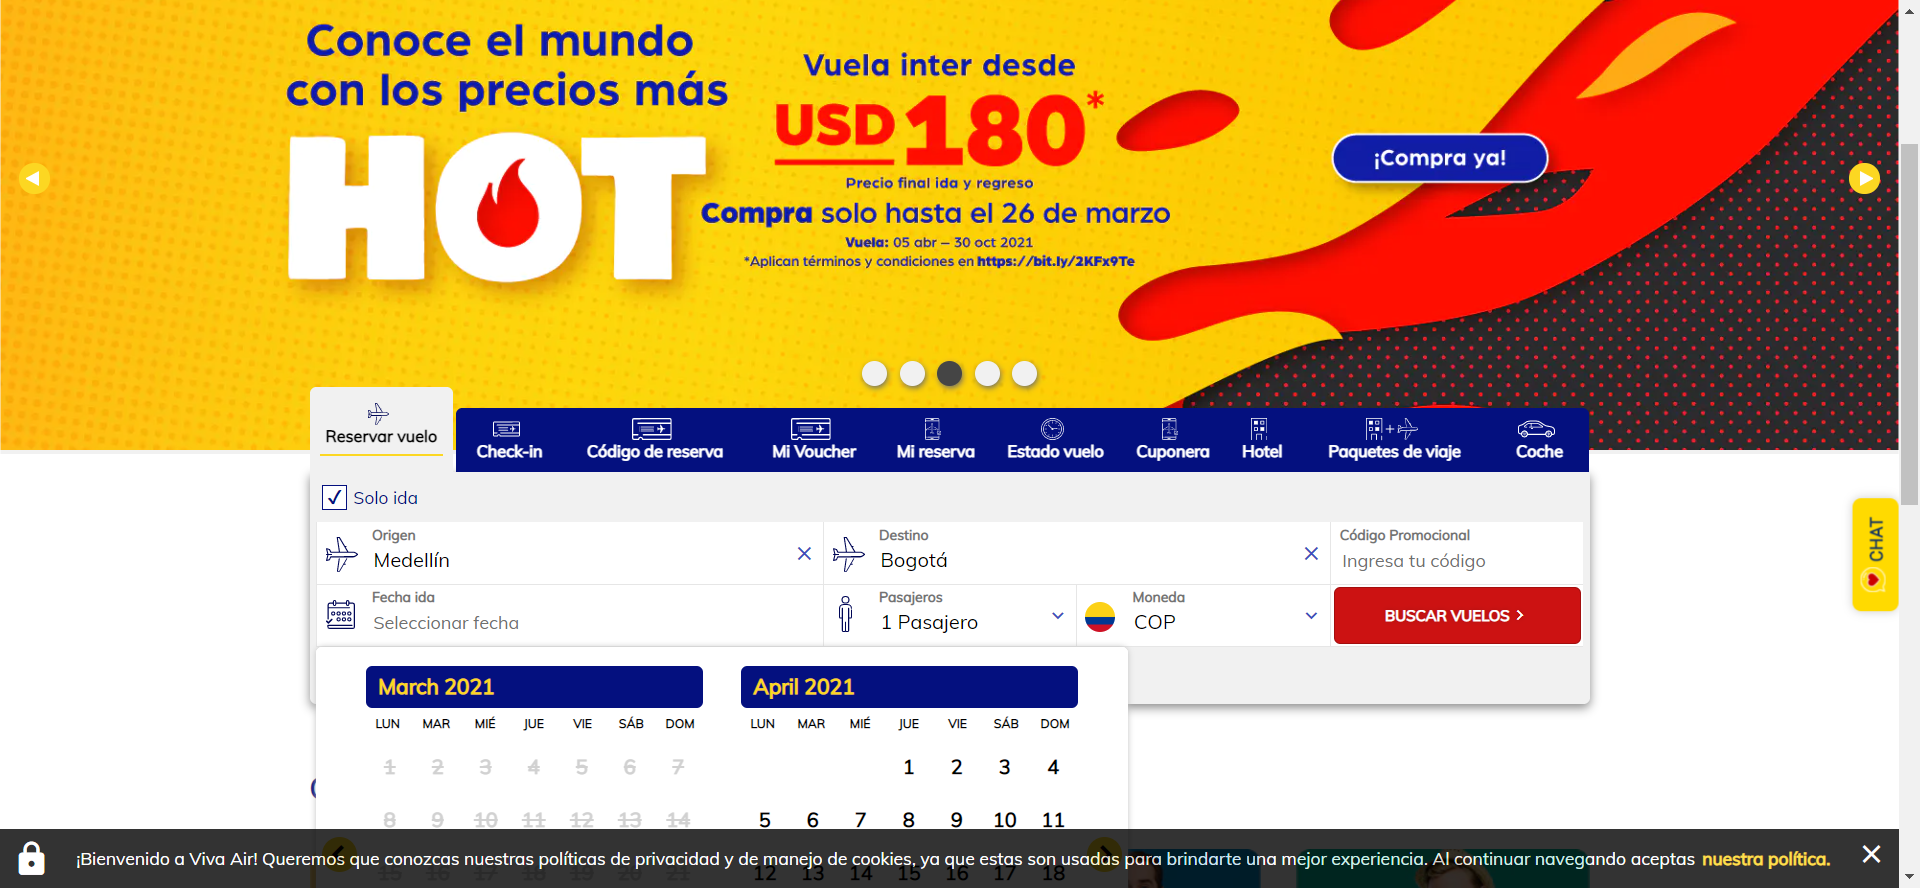 Conoce el mundo
con los precios más
HOT
Vuela inter desde
USD 180*
Precio final ida y regreso
Compra solo hasta el 26 de marzo
Vuela: 05 abr – 30 oct 2021
*Aplican términos y condiciones en https://bit.ly/2KFx9Te
¡Compra ya!
Reservar vuelo
Check-in
Código de reserva
Mi Voucher
Mi reserva
Estado vuelo
Cuponera
Hotel
Paquetes de viaje
Coche
Solo ida
Origen
Medellín
Destino
Bogotá
Código Promocional
Ingresa tu código
Fecha ida
Seleccionar fecha
Pasajeros
1 Pasajero
Moneda
COP
BUSCAR VUELOS >
CHAT
March 2021
LUN MAR MIÉ JUE VIE SÁB DOM
1 2 3 4 5 6 7
8 9 10 11 12 13 14
15 16 17 18 19 20 21
April 2021
LUN MAR MIÉ JUE VIE SÁB DOM
1 2 3 4
5 6 7 8 9 10 11
12 13 14 15 16 17 18
¡Bienvenido a Viva Air! Queremos que conozcas nuestras políticas de privacidad y de manejo de cookies, ya que estas son usadas para brindarte una mejor experiencia. Al continuar navegando aceptas nuestra política.